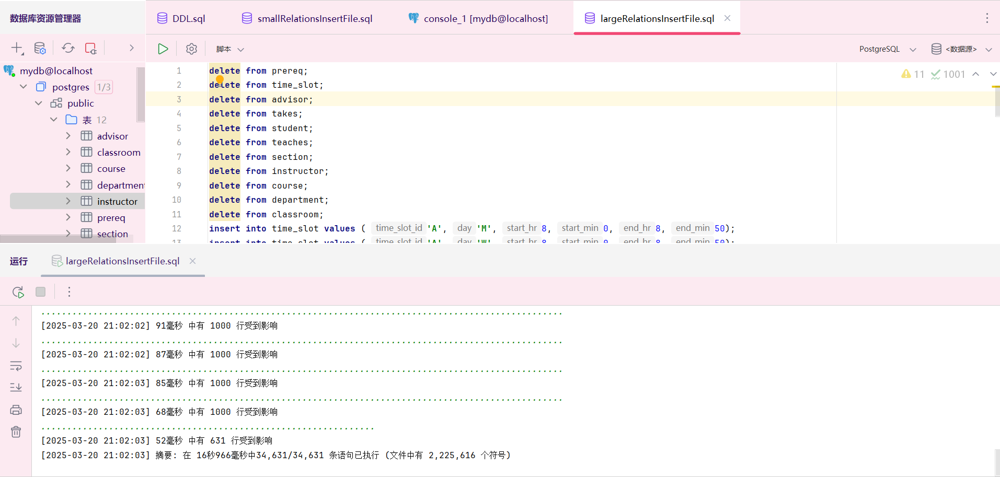 数据库资源管理器
DDL.sql
smallRelationsInsertFile.sql
console_1 [mydb@localhost]
largeRelationsInsertFile.sql
脚本
PostgreSQL
<数据源>
mydb@localhost
postgres 1/3
public
表 12
advisor
classroom
course
department
instructor
prereq
section
11 1001
1 delete from prereq;
2 delete from time_slot;
3 delete from advisor;
4 delete from takes;
5 delete from student;
6 delete from teaches;
7 delete from section;
8 delete from instructor;
9 delete from course;
10 delete from department;
11 delete from classroom;
12 insert into time_slot values ( time_slot_id 'A', day 'M', start_hr 8, start_min 0, end_hr 8, end_min 50);
13 insert into time_slot values ( time_slot_id 'A', day 'W', start_hr 8, start_min 0, end_hr 8, end_min 50);
运行
largeRelationsInsertFile.sql
[2025-03-20 21:02:02] 91毫秒 中有 1000 行受到影响
[2025-03-20 21:02:02] 87毫秒 中有 1000 行受到影响
[2025-03-20 21:02:03] 85毫秒 中有 1000 行受到影响
[2025-03-20 21:02:03] 68毫秒 中有 1000 行受到影响
[2025-03-20 21:02:03] 52毫秒 中有 631 行受到影响
[2025-03-20 21:02:03] 摘要: 在 16秒966毫秒中34,631/34,631 条语句已执行 (文件中有 2,225,616 个符号)